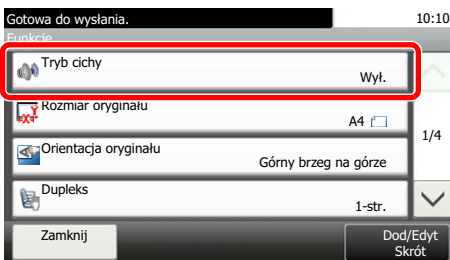 Gotowa do wysłania.
10:10
Funkcje
Tryb cichy
Wył.
Rozmiar oryginału
A4
1/4
Orientacja oryginału
Górny brzeg na górze
Dupleks
1-str.
Zamknij
Dod/Edyt
Skrót